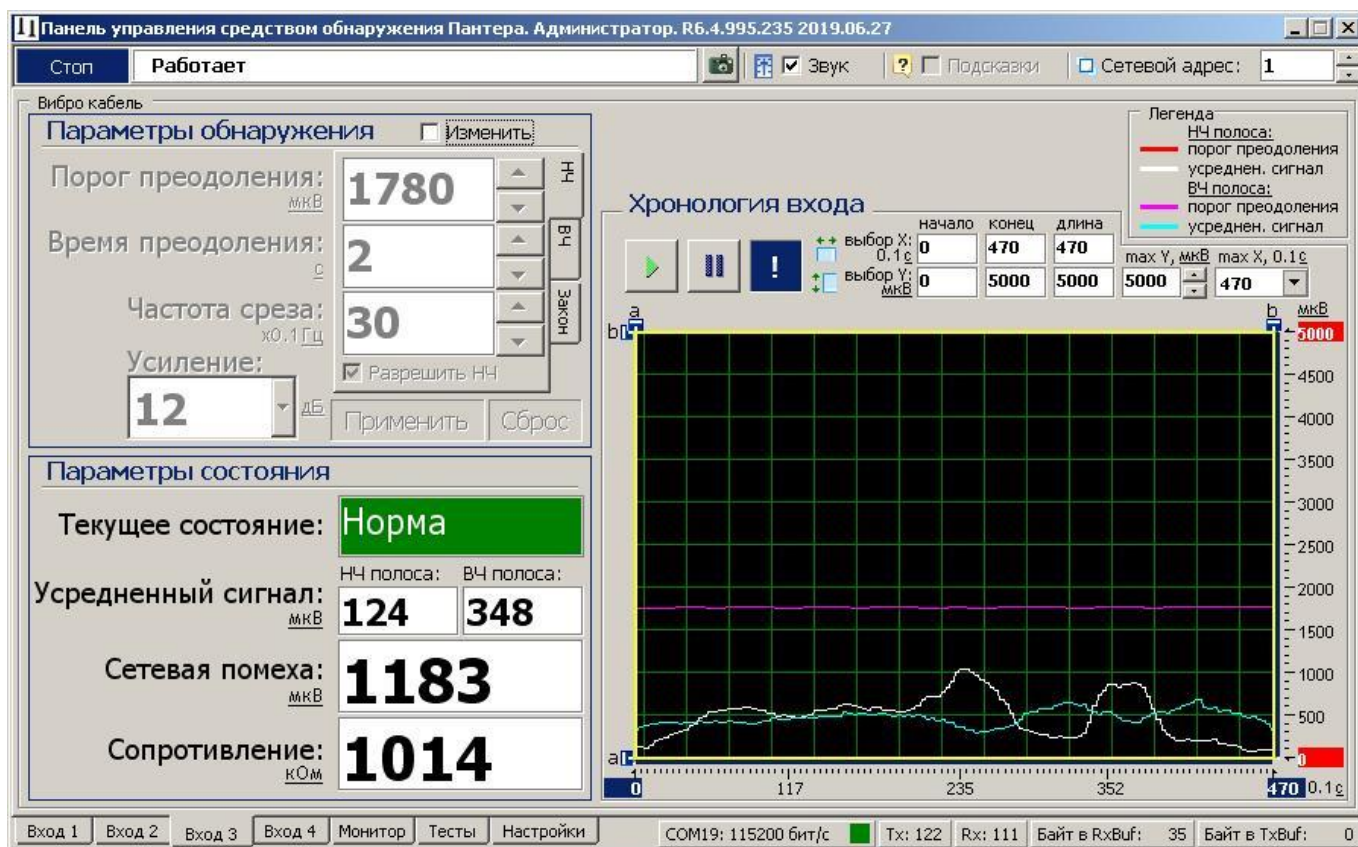 Панель управления средством обнаружения Пантера. Администратор. R6.4.995.235 2019.06.27
Стоп Работает Звук Подсказки Сетевой адрес: 1
Вибро кабель
Параметры обнаружения Изменить
Порог преодоления: 1780
мкВ
Время преодоления: 2
с
Частота среза: 30
x0.1Гц
Усиление: Разрешить НЧ
12 дБ Применить Сброс
НЧ
ВЧ
Закон
Параметры состояния
Текущее состояние: Норма
НЧ полоса: ВЧ полоса:
Усредненный сигнал: 124 348
мкВ
Сетевая помеха: 1183
мкВ
Сопротивление: 1014
кОм
Легенда
НЧ полоса:
порог преодоления
усреднен. сигнал
ВЧ полоса:
порог преодоления
усреднен. сигнал
Хронология входа
начало конец длина
выбор X: 0 470 470
0.1с
max Y, мкВ max X, 0.1с
выбор Y: 0 5000 5000 5000 470
мкВ
!
a b мкВ
b 5000
4500
4000
3500
3000
2500
2000
1500
1000
500
a 0
0 117 235 352 470 0.1с
Вход 1 Вход 2 Вход 3 Вход 4 Монитор Тесты Настройки COM19: 115200 бит/с Tx: 122 Rx: 111 Байт в RxBuf: 35 Байт в TxBuf: 0